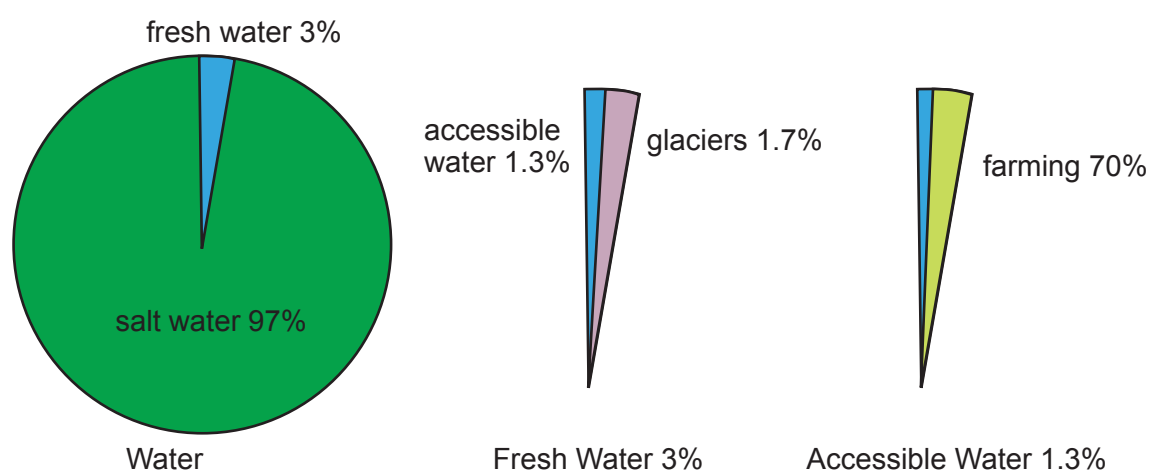 fresh water 3%
salt water 97%
Water
accessible
water 1.3%
glaciers 1.7%
Fresh Water 3%
farming 70%
Accessible Water 1.3%